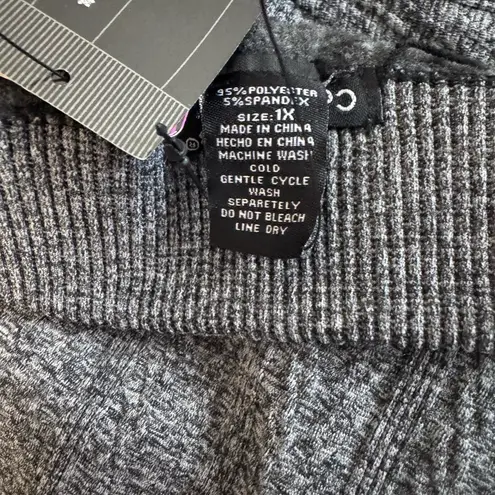 95% POLYESTER
5% SPANDEX
SIZE: 1X
MADE IN CHINA
HECHO EN CHINA
MACHINE WASH
COLD
GENTLE CYCLE
WASH
SEPARETELY
DO NOT BLEACH
LINE DRY